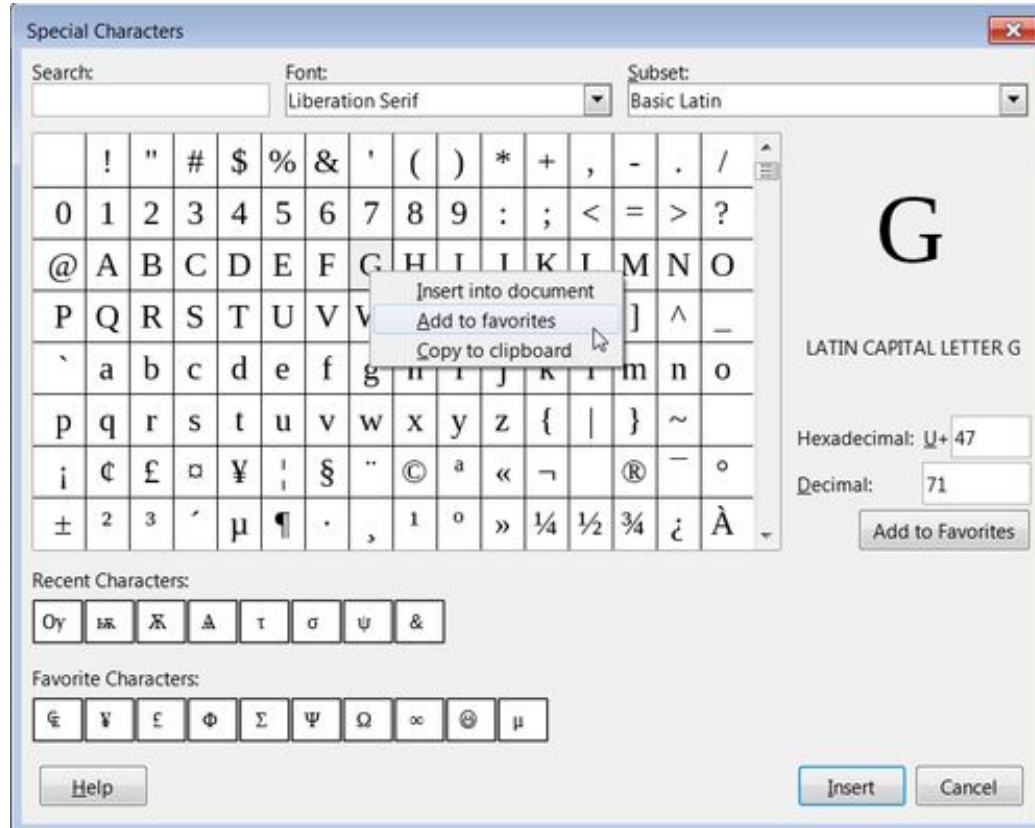 Special Characters
Search: Font: Subset:
Liberation Serif Basic Latin
! " # $ % & ' ( ) * + , - . /
0 1 2 3 4 5 6 7 8 9 : ; < = > ?
@ A B C D E F G H I J K L M N O
Insert into document
P Q R S T U V ] ^ _
Add to favorites
Copy to clipboard
LATIN CAPITAL LETTER G
` a b c d e f g m n o
p q r s t u v w x y z { | } ~
Hexadecimal: U+ 47
¡ ¢ £ ¤ ¥ ¦ § ¨ © ª « ¬ ® ¯ °
Decimal: 71
± ² ³ ´ µ ¶ · ¸ ¹ º » ¼ ½ ¾ ¿ À
Add to Favorites
Recent Characters:
Ѹ Ѭ Ѫ Ѧ τ σ ψ &
Favorite Characters:
¥ £ Φ Σ Ψ Ω ∞ µ
Help Insert Cancel